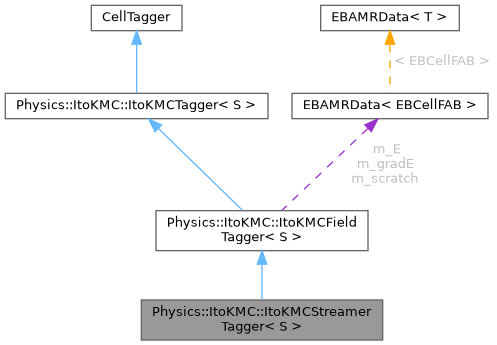 CellTagger
EBAMRData< T >
< EBCellFAB >
Physics::ItoKMC::ItoKMCTagger< S >
EBAMRData< EBCellFAB >
m_E
m_gradE
m_scratch
Physics::ItoKMC::ItoKMCField
Tagger< S >
Physics::ItoKMC::ItoKMCStreamer
Tagger< S >